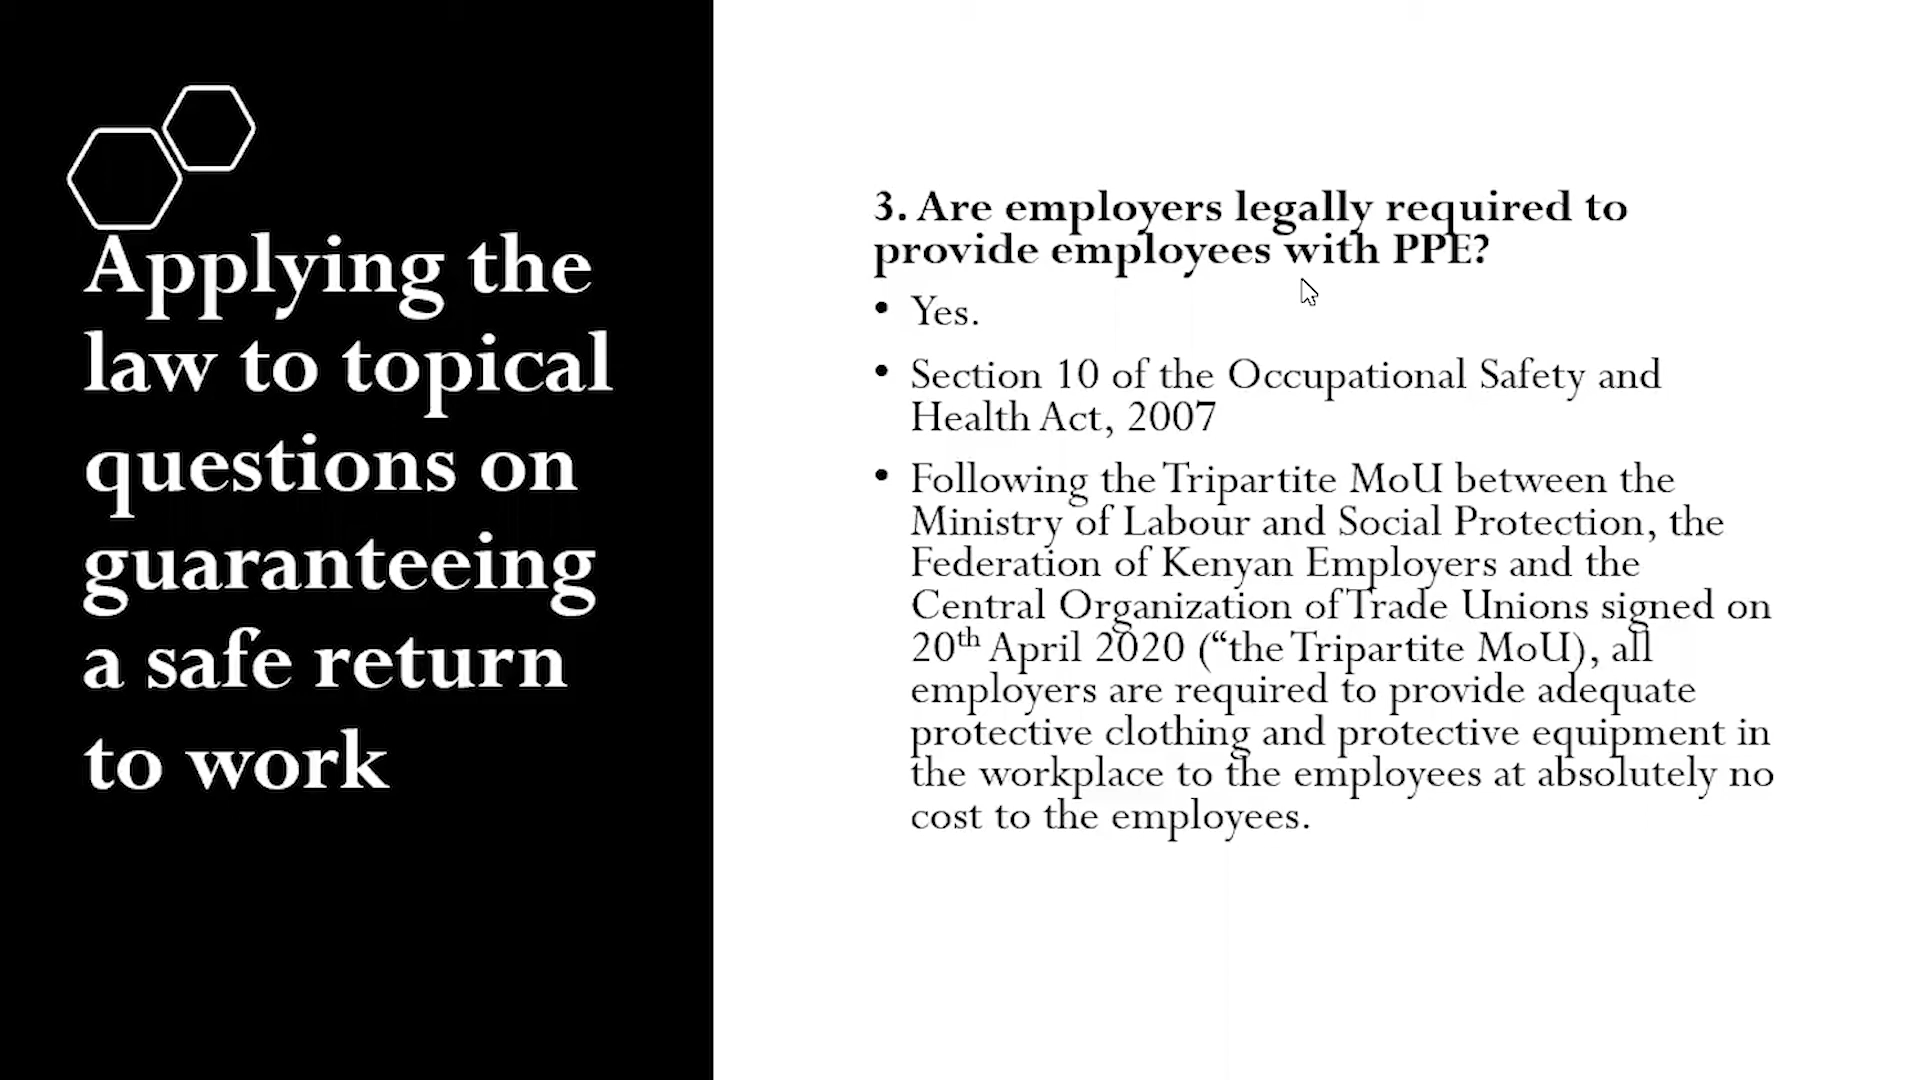 Applying the
law to topical
questions on
guaranteeing
a safe return
to work
3. Are employers legally required to
provide employees with PPE?
• Yes.
• Section 10 of the Occupational Safety and
Health Act, 2007
• Following the Tripartite MoU between the
Ministry of Labour and Social Protection, the
Federation of Kenyan Employers and the
Central Organization of Trade Unions signed on
20th April 2020 (“the Tripartite MoU), all
employers are required to provide adequate
protective clothing and protective equipment in
the workplace to the employees at absolutely no
cost to the employees.